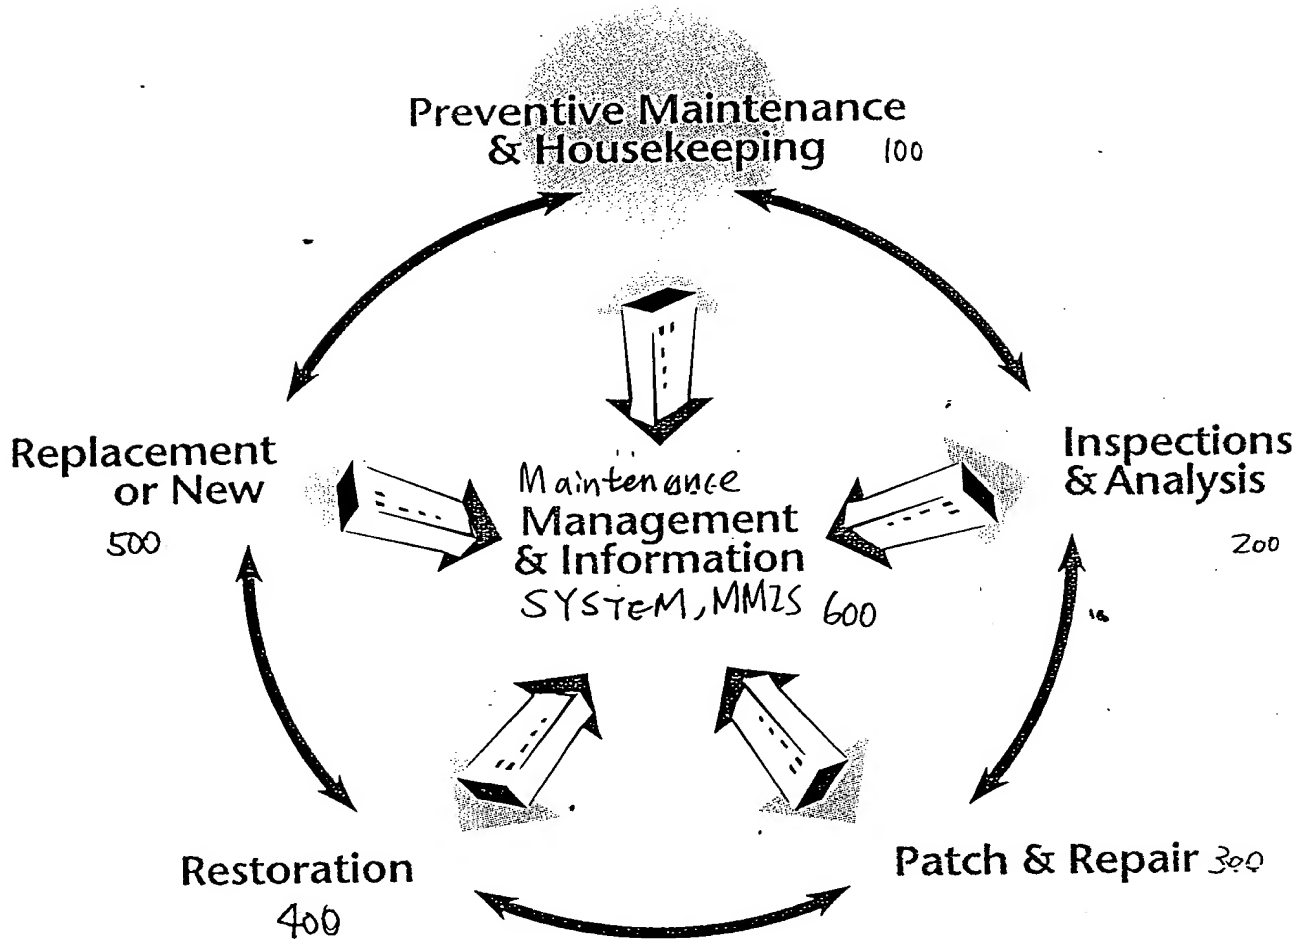 Preventive Maintenance
& Housekeeping 100
Replacement
or New
500
Inspections
& Analysis
200
Maintenance
Management
& Information
SYSTEM, MMIS 600
Restoration
400
Patch & Repair 300